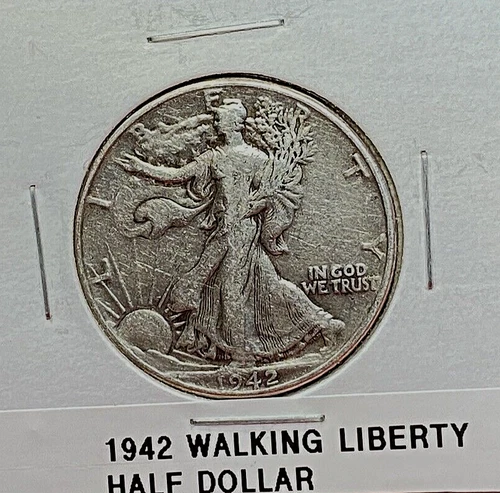 LIBERTY
IN GOD
WE TRUST
1942
1942 WALKING LIBERTY
HALF DOLLAR